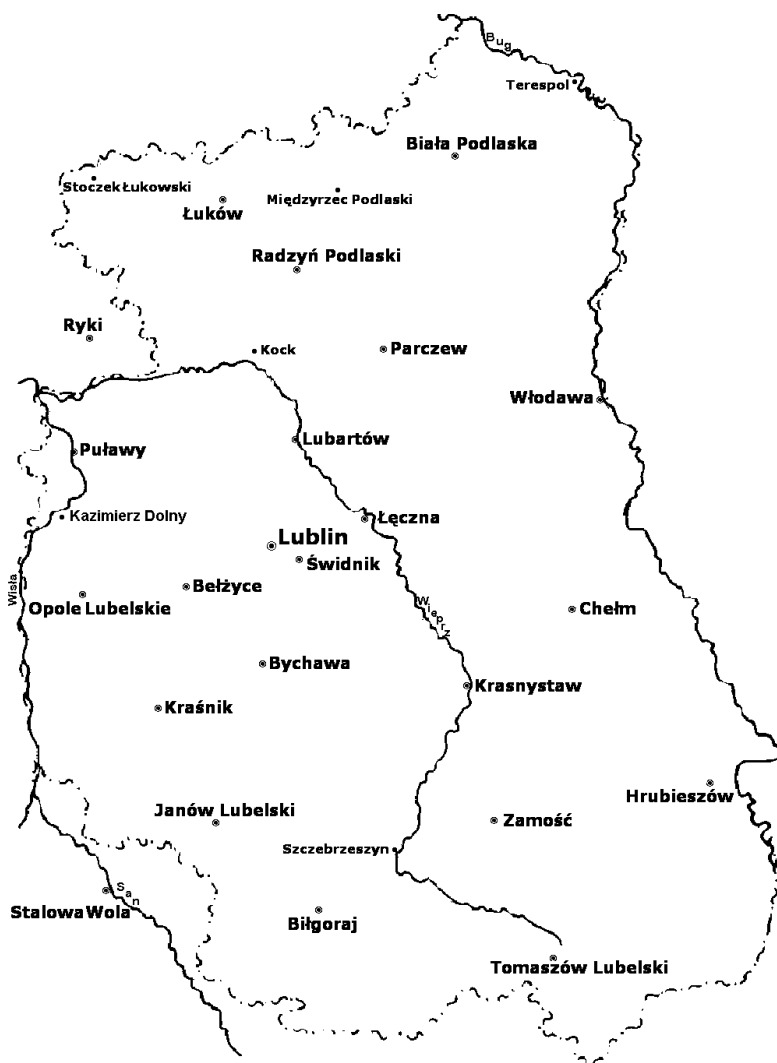 Bug
Terespol
Biała Podlaska
Stoczek Łukowski
Międzyrzec Podlaski
Łuków
Radzyń Podlaski
Ryki
Kock
Parczew
Włodawa
Lubartów
Puławy
Kazimierz Dolny
Łęczna
Lublin
Świdnik
Bełżyce
Wisła
Opole Lubelskie
Wieprz
Chełm
Bychawa
Krasnystaw
Kraśnik
Hrubieszów
Janów Lubelski
Zamość
Szczebrzeszyn
San
Stalowa Wola
Biłgoraj
Tomaszów Lubelski